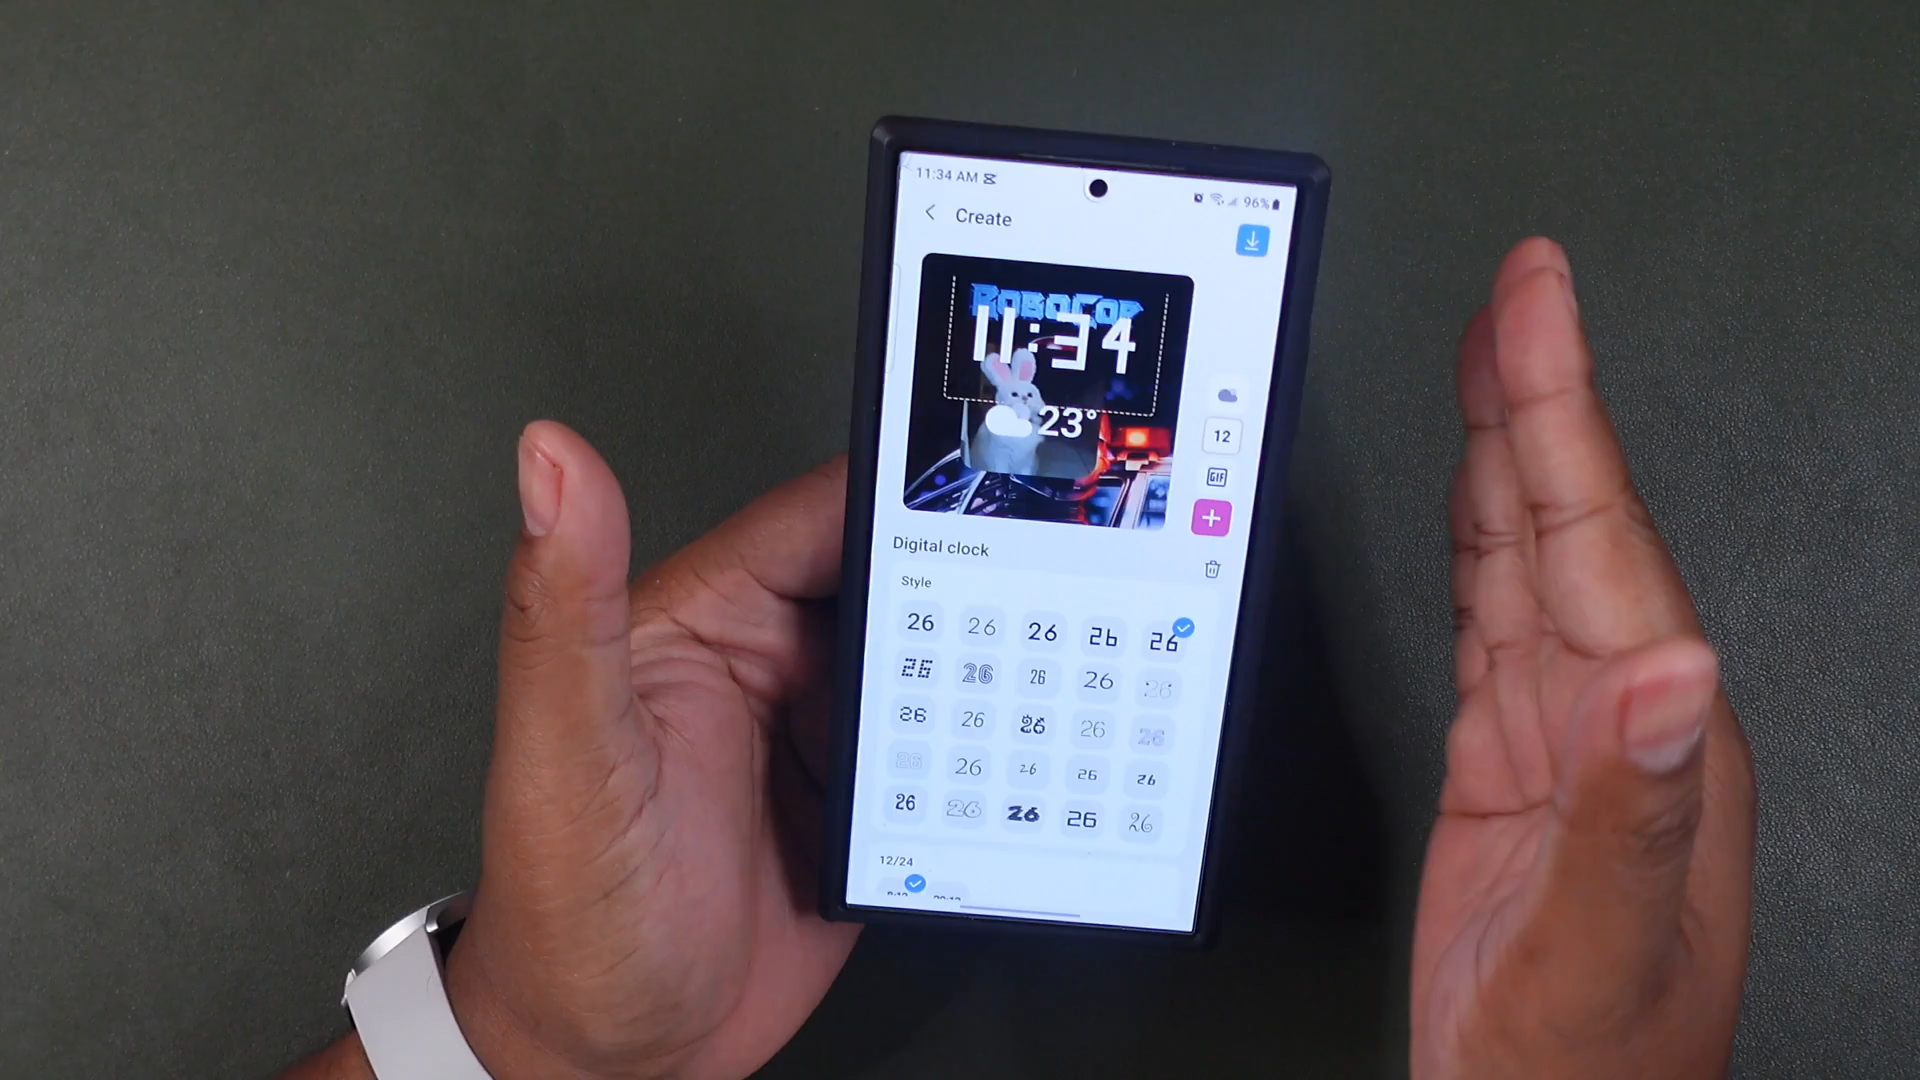 11:34 AM
96%
Create
ROBOCOP
11:34
23°
12
GIF
Digital clock
Style
26 26 26 26 26
26 26 26 26 26
26 26 26 26 26
26 26 26 26 26
26 26 26 26 26
12/24